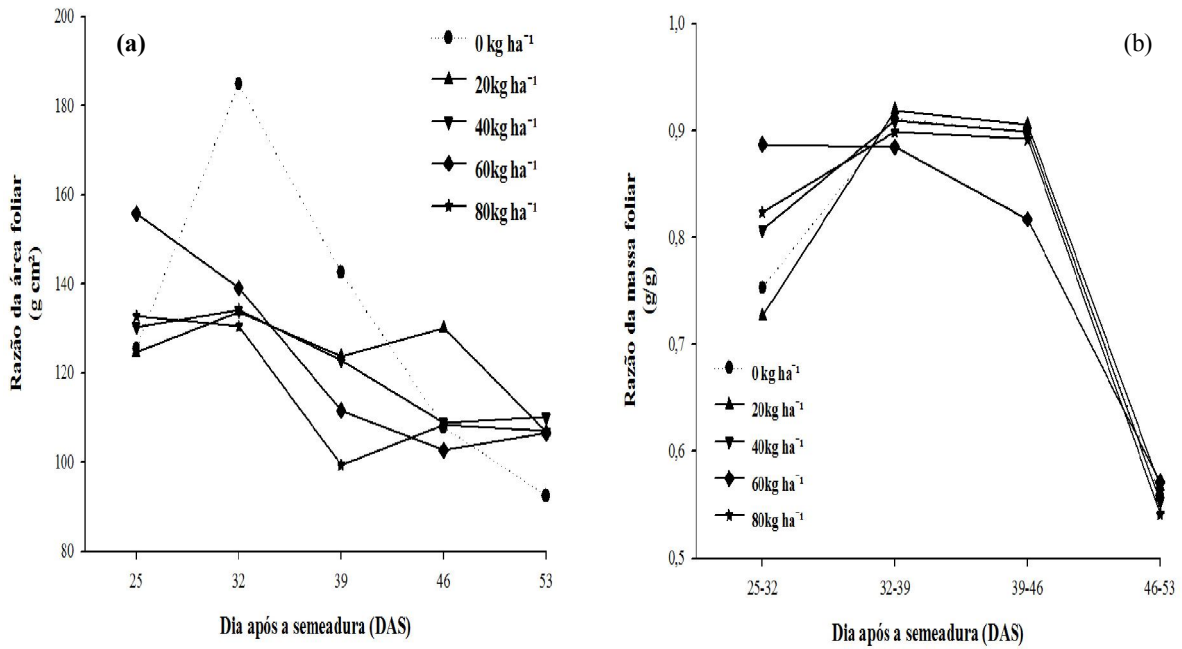 (a)
200
180
160
140
120
100
80
Razão da área foliar
(g cm²)
0 kg ha⁻¹
20kg ha⁻¹
40kg ha⁻¹
60kg ha⁻¹
80kg ha⁻¹
25 32 39 46 53
Dia após a semeadura (DAS)
(b)
1,0
0,9
0,8
0,7
0,6
0,5
Razão da massa foliar
(g/g)
0 kg ha⁻¹
20kg ha⁻¹
40kg ha⁻¹
60kg ha⁻¹
80kg ha⁻¹
25-32 32-39 39-46 46-53
Dia após a semeadura (DAS)